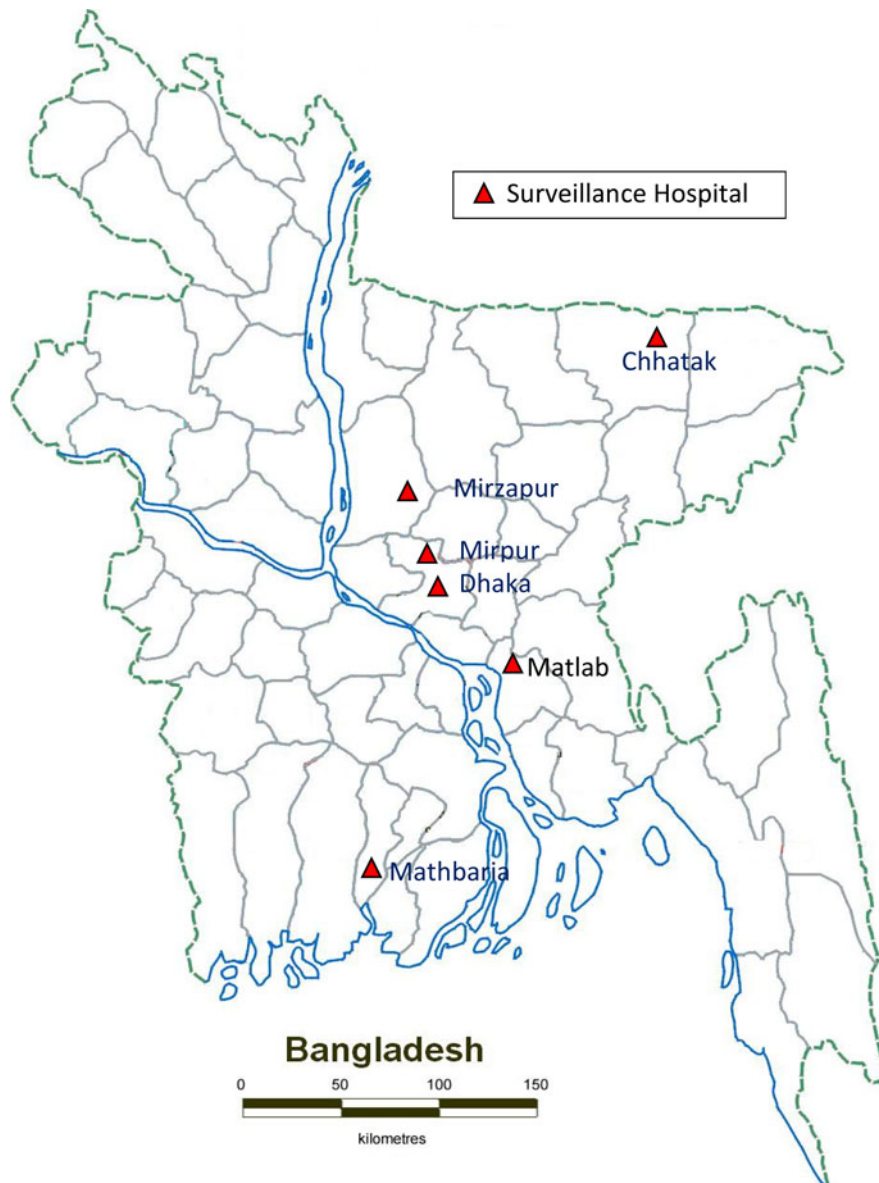 Surveillance Hospital
Chhatak
Mirzapur
Mirpur
Dhaka
Matlab
Mathbaria
Bangladesh
0 50 100 150
kilometres